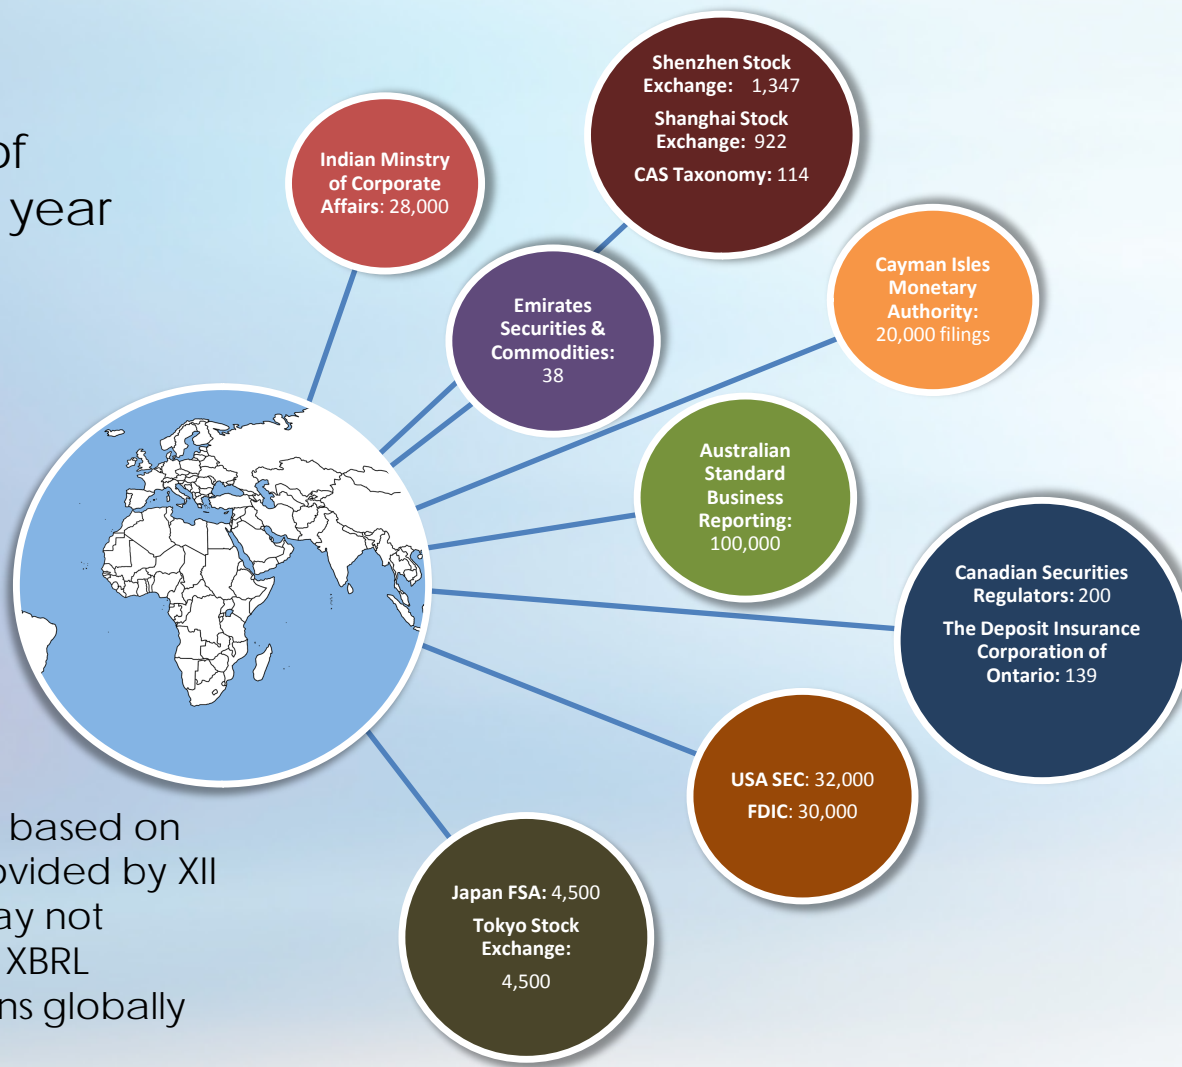 of
year
Shenzhen Stock
Exchange: 1,347
Shanghai Stock
Exchange: 922
CAS Taxonomy: 114
Indian Minstry
of Corporate
Affairs: 28,000
Cayman Isles
Monetary
Authority:
20,000 filings
Emirates
Securities &
Commodities:
38
Australian
Standard
Business
Reporting:
100,000
Canadian Securities
Regulators: 200
The Deposit Insurance
Corporation of
Ontario: 139
USA SEC: 32,000
FDIC: 30,000
Japan FSA: 4,500
Tokyo Stock
Exchange:
4,500
based on
ovided by XII
ay not
XBRL
ns globally